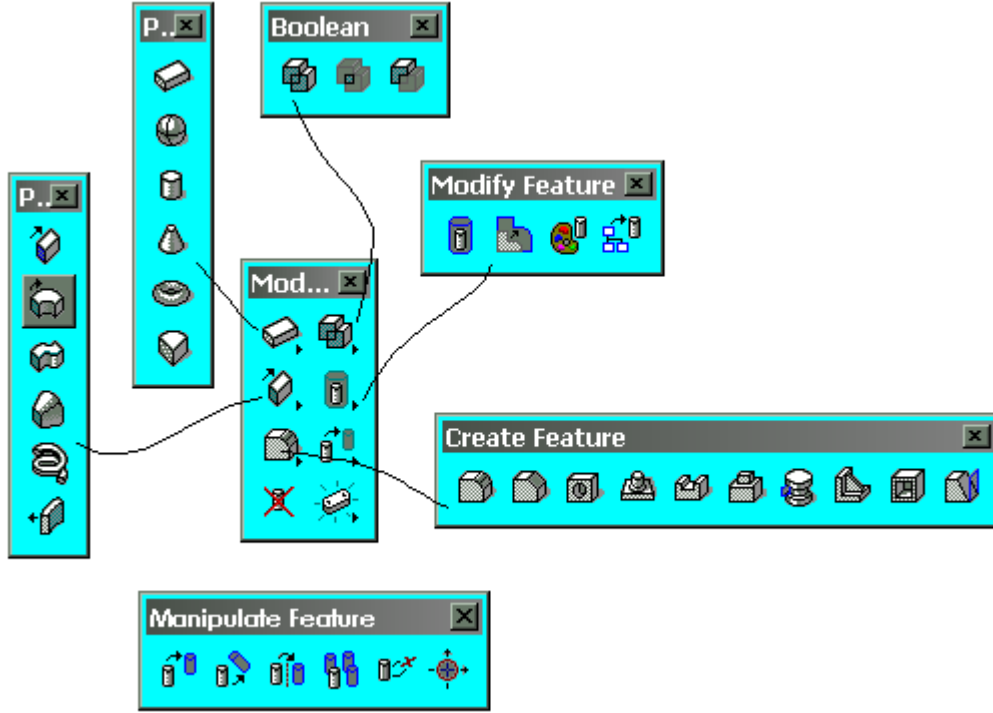 P..
Boolean
Modify Feature
P..
Mod...
Create Feature
Manipulate Feature